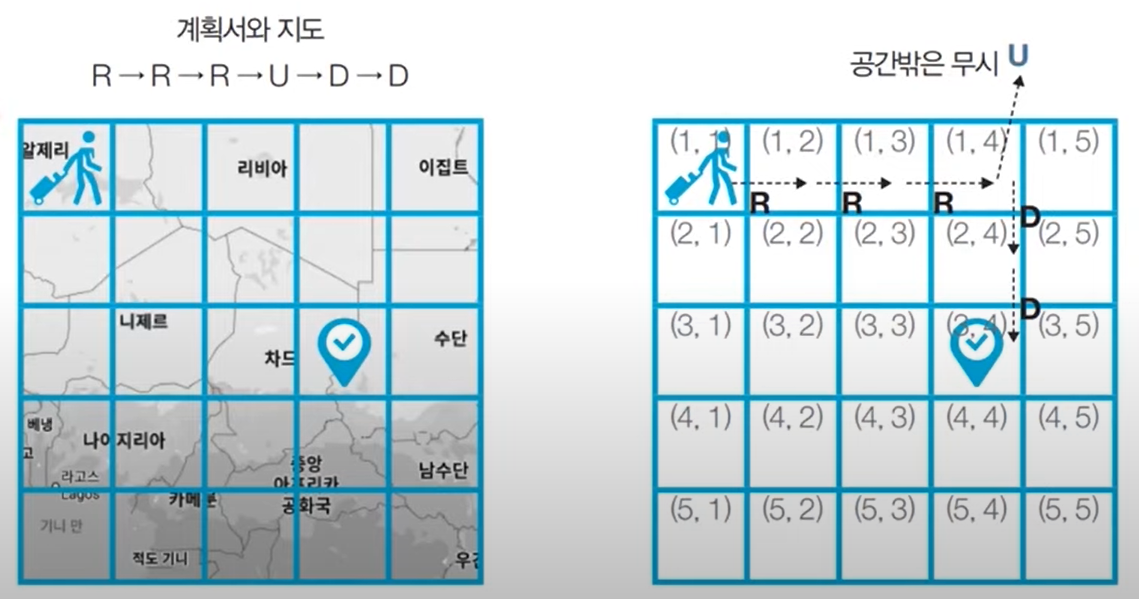 계획서와 지도
R→R→R→U→D→D
알제리
리비아
이집트
니제르
차드
수단
베냉
고
나이지리아
라고스
Lagos
중앙
아프리카
공화국
남수단
카메룬
기니 만
적도 기니
우간
공간밖은 무시 U
(1, 1) (1, 2) (1, 3) (1, 4) (1, 5)
R R R D
(2, 1) (2, 2) (2, 3) (2, 4) (2, 5)
D
(3, 1) (3, 2) (3, 3) (3, 4) (3, 5)
(4, 1) (4, 2) (4, 3) (4, 4) (4, 5)
(5, 1) (5, 2) (5, 3) (5, 4) (5, 5)